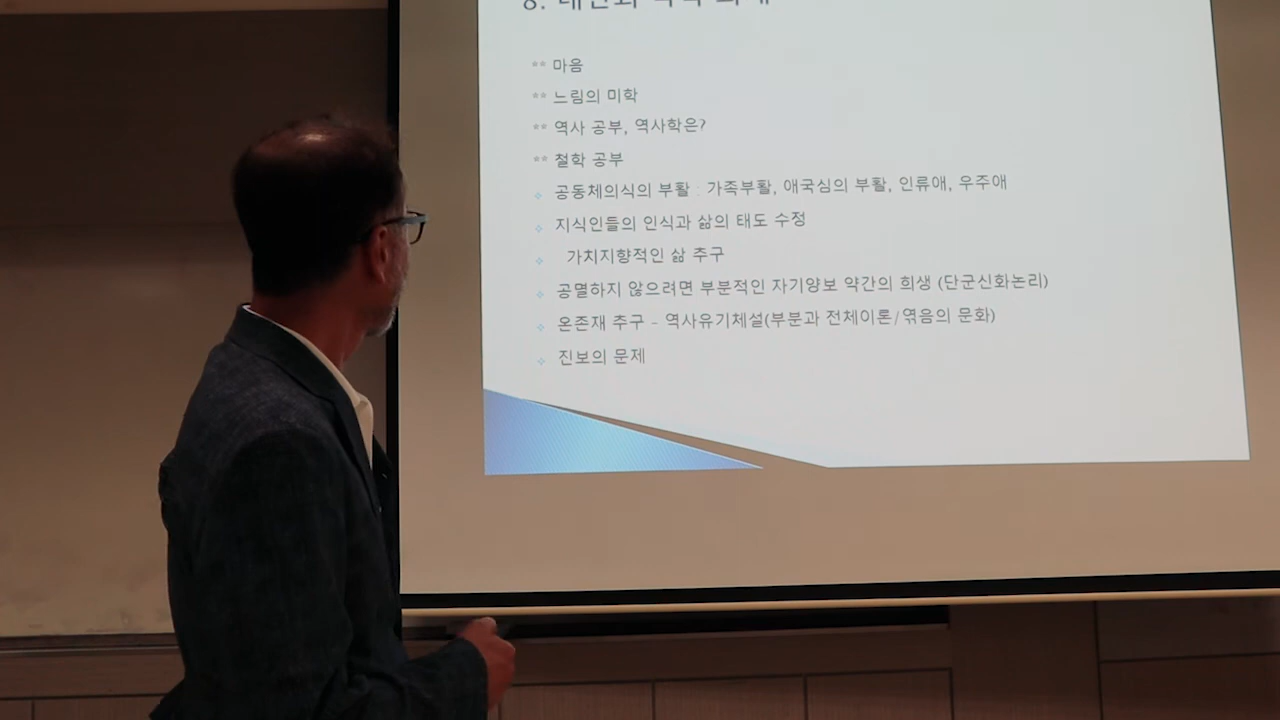 ** 마음
** 느림의 미학
** 역사 공부, 역사학은?
** 철학 공부
공동체의식의 부활 : 가족부활, 애국심의 부활, 인류애, 우주애
지식인들의 인식과 삶의 태도 수정
가치지향적인 삶 추구
공멸하지 않으려면 부분적인 자기양보 약간의 희생 (단군신화논리)
온존재 추구 - 역사유기체설(부분과 전체이론/엮음의 문화)
진보의 문제